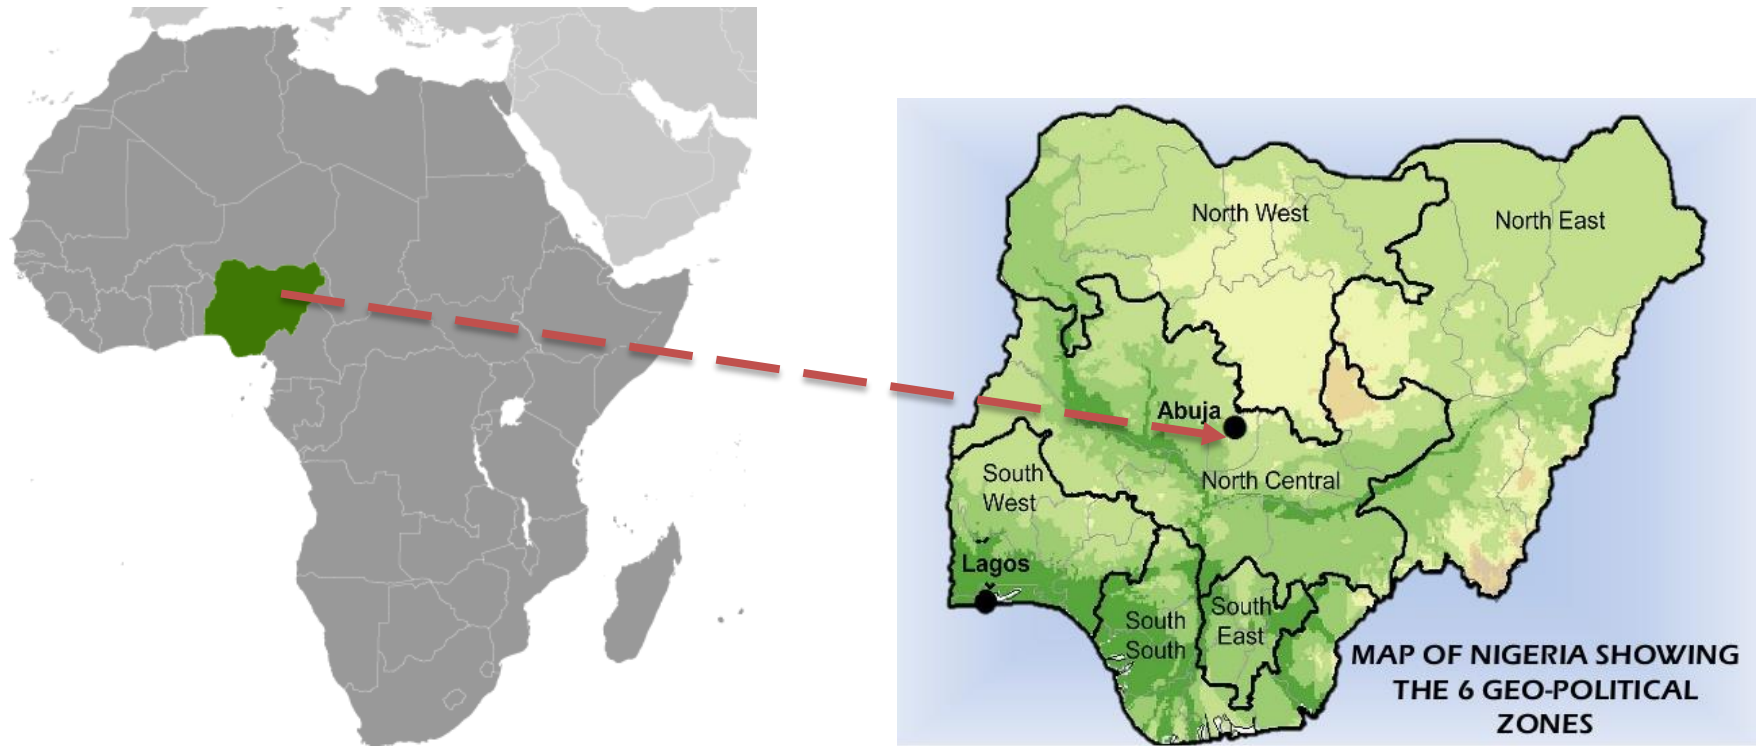 North West
North East
Abuja
North Central
South
West
Lagos
South
South
South
East
MAP OF NIGERIA SHOWING
THE 6 GEO-POLITICAL
ZONES